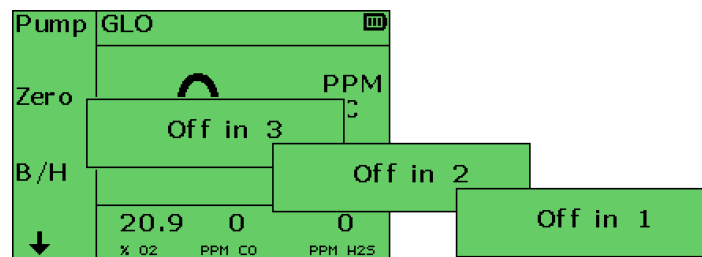 Pump GLO
Zero
PPM
Off in 3
B/H
Off in 2
Off in 1
20.9 0 0
% O2 PPM CO PPM H2S